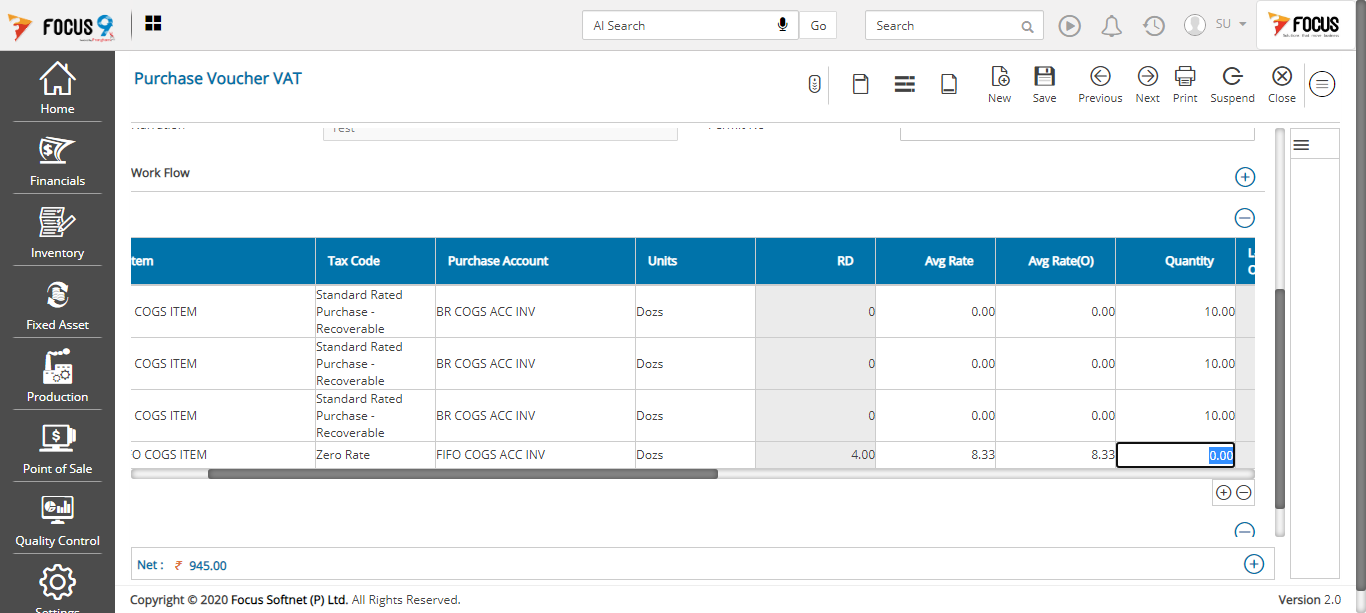 FOCUS 9
AI Search
Go
Search
SU
FOCUS
Purchase Voucher VAT
New
Save
Previous
Next
Print
Suspend
Close
Home
Financials
Inventory
Fixed Asset
Production
Point of Sale
Quality Control
Settings
Narration Test Permit No
Work Flow
tem Tax Code Purchase Account Units RD Avg Rate Avg Rate(O) Quantity
COGS ITEM Standard Rated Purchase - Recoverable BR COGS ACC INV Dozs 0 0.00 0.00 10.00
COGS ITEM Standard Rated Purchase - Recoverable BR COGS ACC INV Dozs 0 0.00 0.00 10.00
COGS ITEM Standard Rated Purchase - Recoverable BR COGS ACC INV Dozs 0 0.00 0.00 10.00
O COGS ITEM Zero Rate FIFO COGS ACC INV Dozs 4.00 8.33 8.33 0.00
Net : ₹ 945.00
Copyright © 2020 Focus Softnet (P) Ltd. All Rights Reserved.
Version 2.0